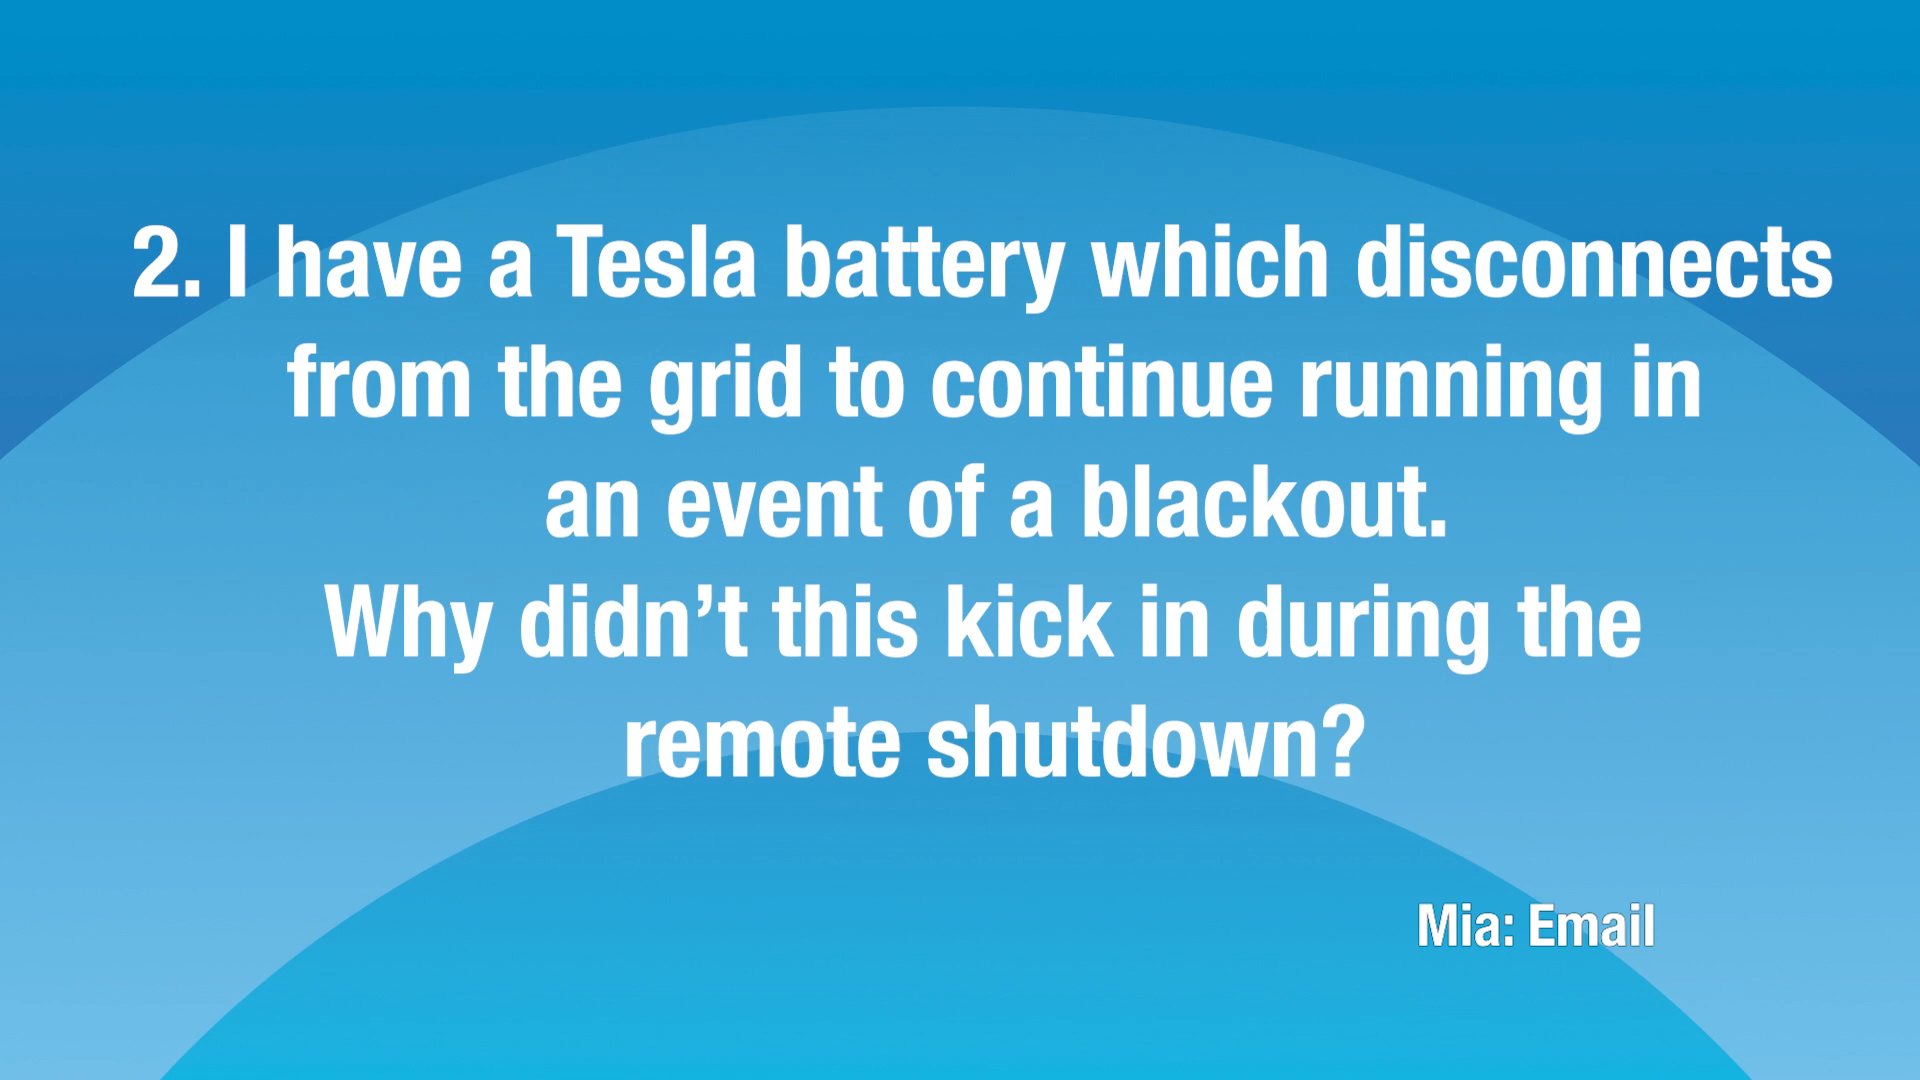 2. I have a Tesla battery which disconnects
from the grid to continue running in
an event of a blackout.
Why didn’t this kick in during the
remote shutdown?
Mia: Email